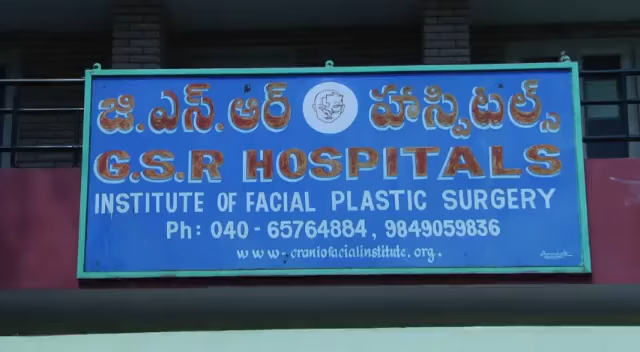 జి.ఎస్.ఆర్ హాస్పిటల్స్
G.S.R HOSPITALS
INSTITUTE OF FACIAL PLASTIC SURGERY
Ph: 040 - 65764884, 9849059836
www-craniofacialinstitute.org.